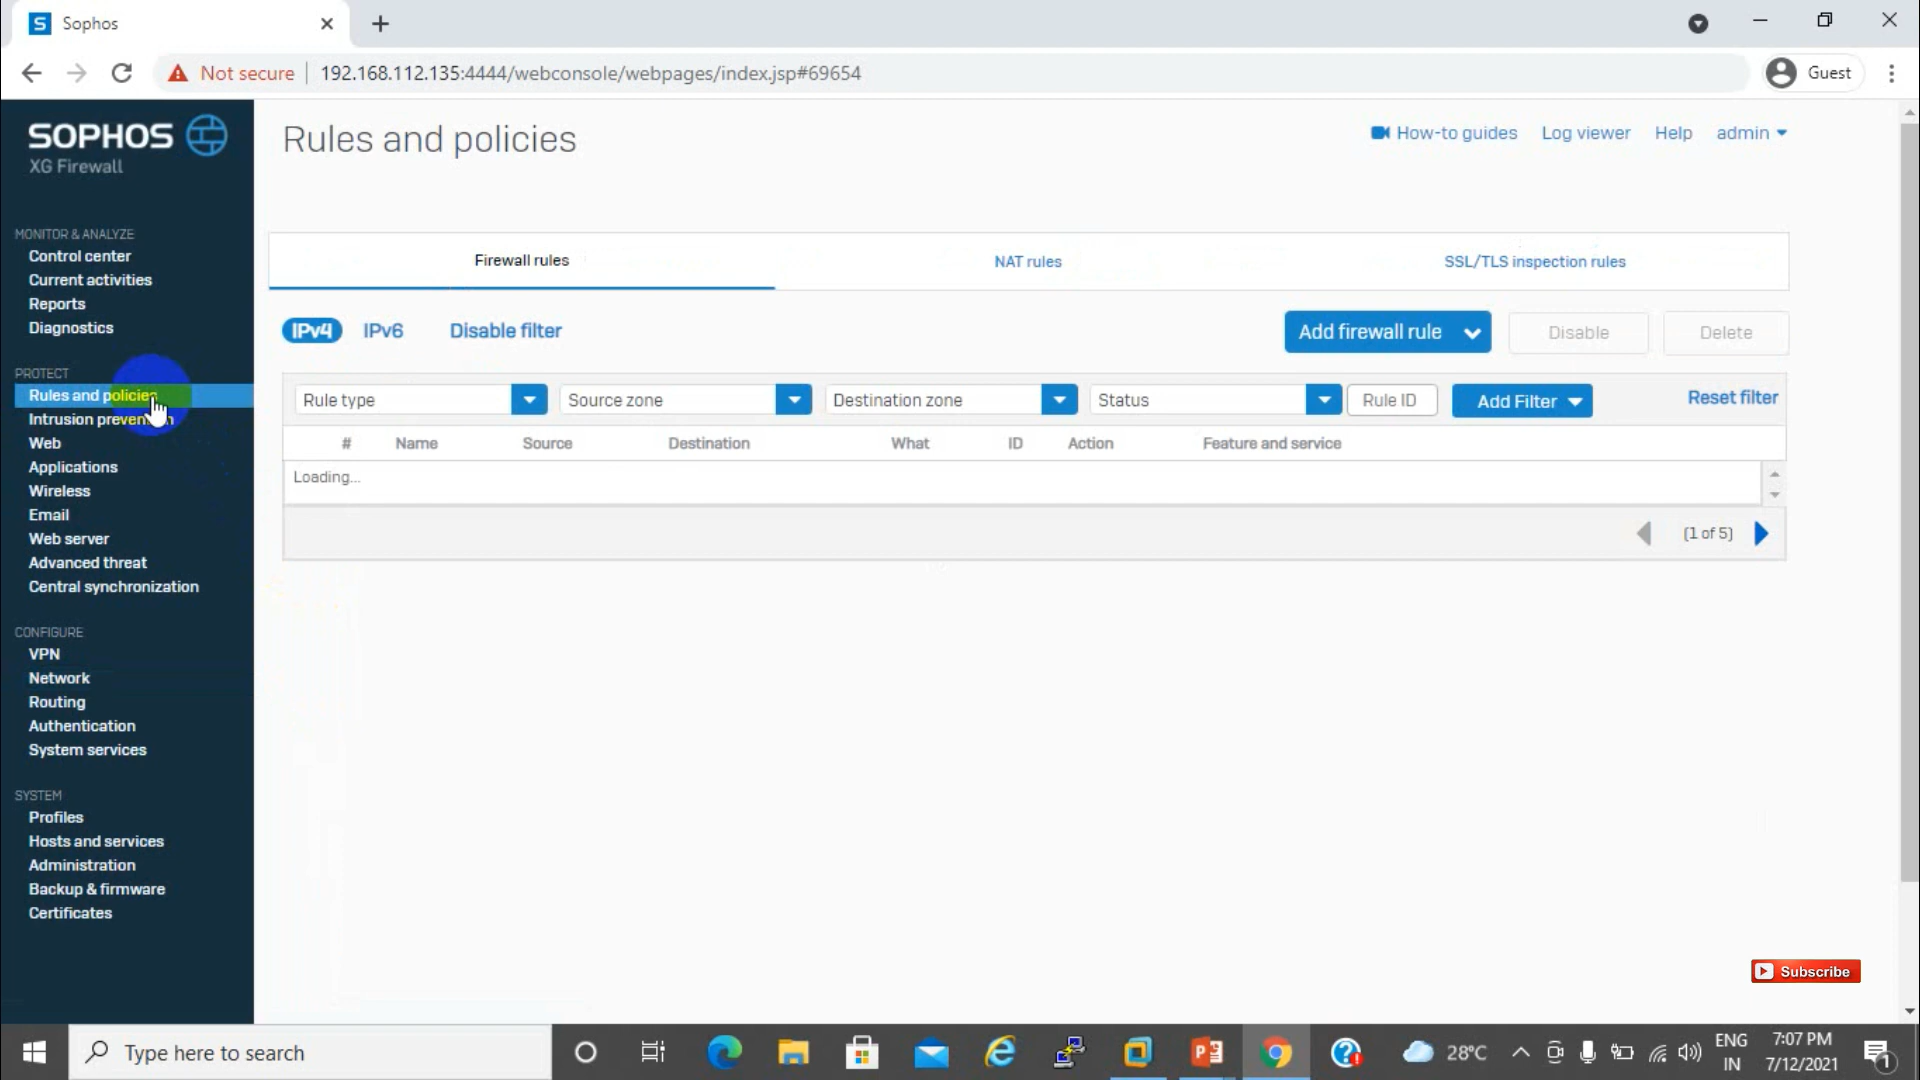 Sophos
Not secure
192.168.112.135:4444/webconsole/webpages/index.jsp#69654
Guest
SOPHOS
XG Firewall
Rules and policies
How-to guides
Log viewer
Help
admin
MONITOR & ANALYZE
Control center
Current activities
Reports
Diagnostics
PROTECT
Rules and policies
Intrusion prevention
Web
Applications
Wireless
Email
Web server
Advanced threat
Central synchronization
CONFIGURE
VPN
Network
Routing
Authentication
System services
SYSTEM
Profiles
Hosts and services
Administration
Backup & firmware
Certificates
Firewall rules
NAT rules
SSL/TLS inspection rules
IPv4
IPv6
Disable filter
Add firewall rule
Disable
Delete
Rule type
Source zone
Destination zone
Status
Rule ID
Add Filter
Reset filter
#
Name
Source
Destination
What
ID
Action
Feature and service
Loading...
(1 of 5)
Subscribe
Type here to search
28°C
ENG
IN
7:07 PM
7/12/2021
1